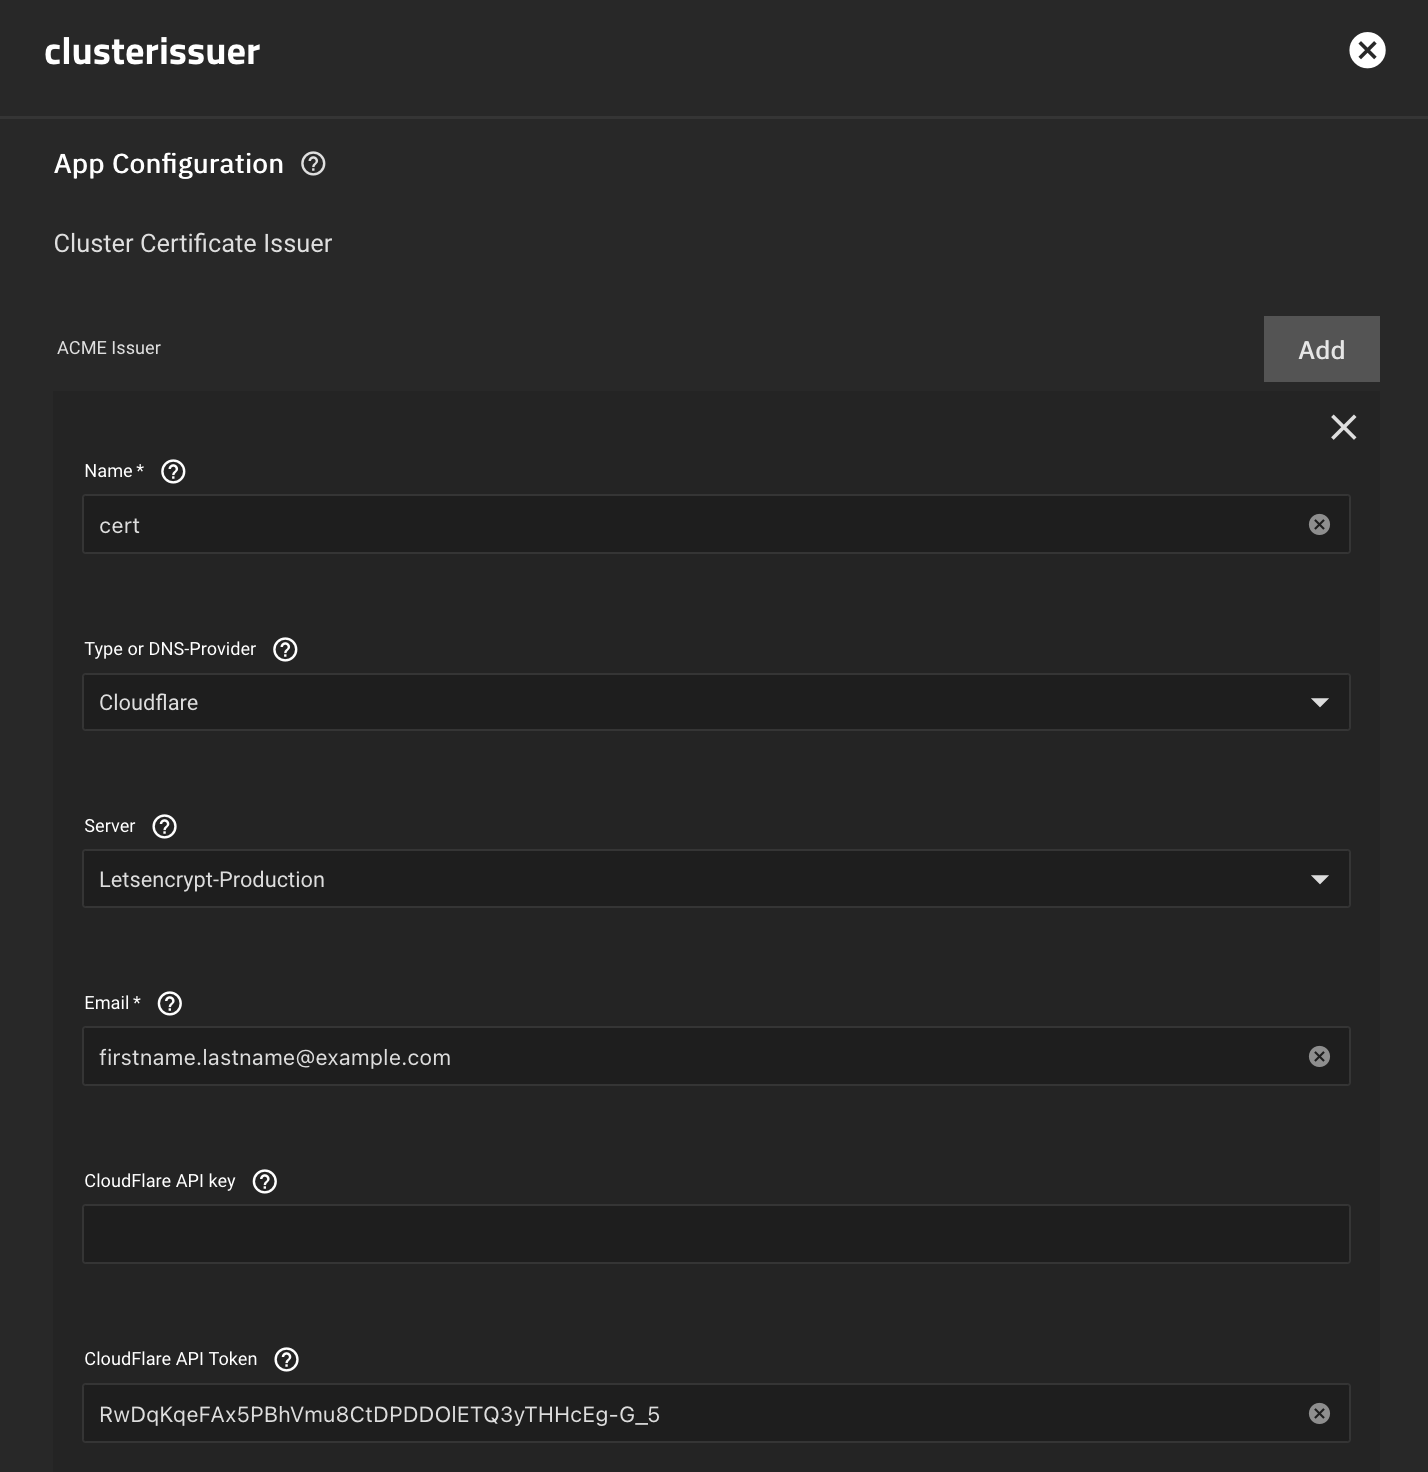 clusterissuer
App Configuration
Cluster Certificate Issuer
ACME Issuer
Add
Name *
cert
Type or DNS-Provider
Cloudflare
Server
Letsencrypt-Production
Email *
firstname.lastname@example.com
CloudFlare API key
CloudFlare API Token
RwDqKqeFAx5PBhVmu8CtDPDDOlETQ3yTHHcEg-G_5